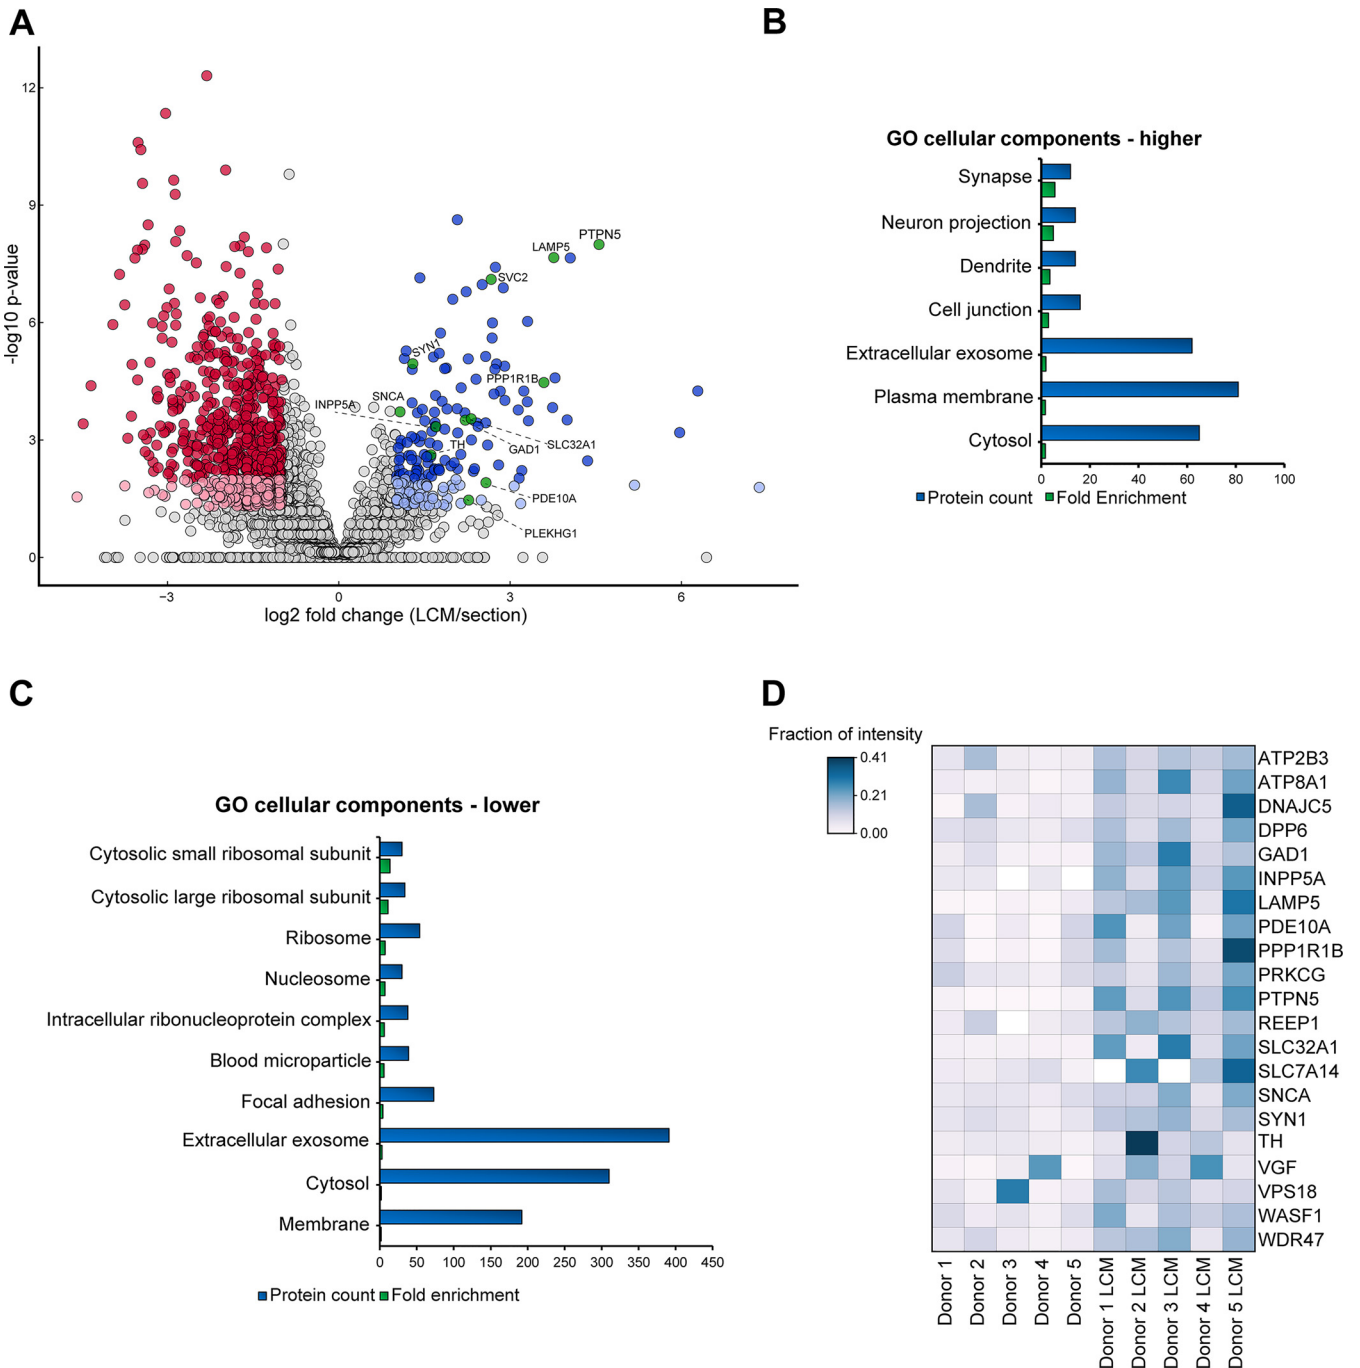 A
-log10 p-value
12
9
6
3
0
−3
0
3
6
log2 fold change (LCM/section)
PTPN5
LAMP5
SVC2
SYN1
PPP1R1B
SNCA
INPP5A
TH
GAD1
SLC32A1
PDE10A
PLEKHG1
B
GO cellular components - higher
Synapse
Neuron projection
Dendrite
Cell junction
Extracellular exosome
Plasma membrane
Cytosol
0 20 40 60 80 100
Protein count Fold Enrichment
C
GO cellular components - lower
Cytosolic small ribosomal subunit
Cytosolic large ribosomal subunit
Ribosome
Nucleosome
Intracellular ribonucleoprotein complex
Blood microparticle
Focal adhesion
Extracellular exosome
Cytosol
Membrane
0 50 100 150 200 250 300 350 400 450
Protein count Fold enrichment
D
Fraction of intensity
0.41
0.21
0.00
ATP2B3
ATP8A1
DNAJC5
DPP6
GAD1
INPP5A
LAMP5
PDE10A
PPP1R1B
PRKCG
PTPN5
REEP1
SLC32A1
SLC7A14
SNCA
SYN1
TH
VGF
VPS18
WASF1
WDR47
Donor 1
Donor 2
Donor 3
Donor 4
Donor 5
Donor 1 LCM
Donor 2 LCM
Donor 3 LCM
Donor 4 LCM
Donor 5 LCM